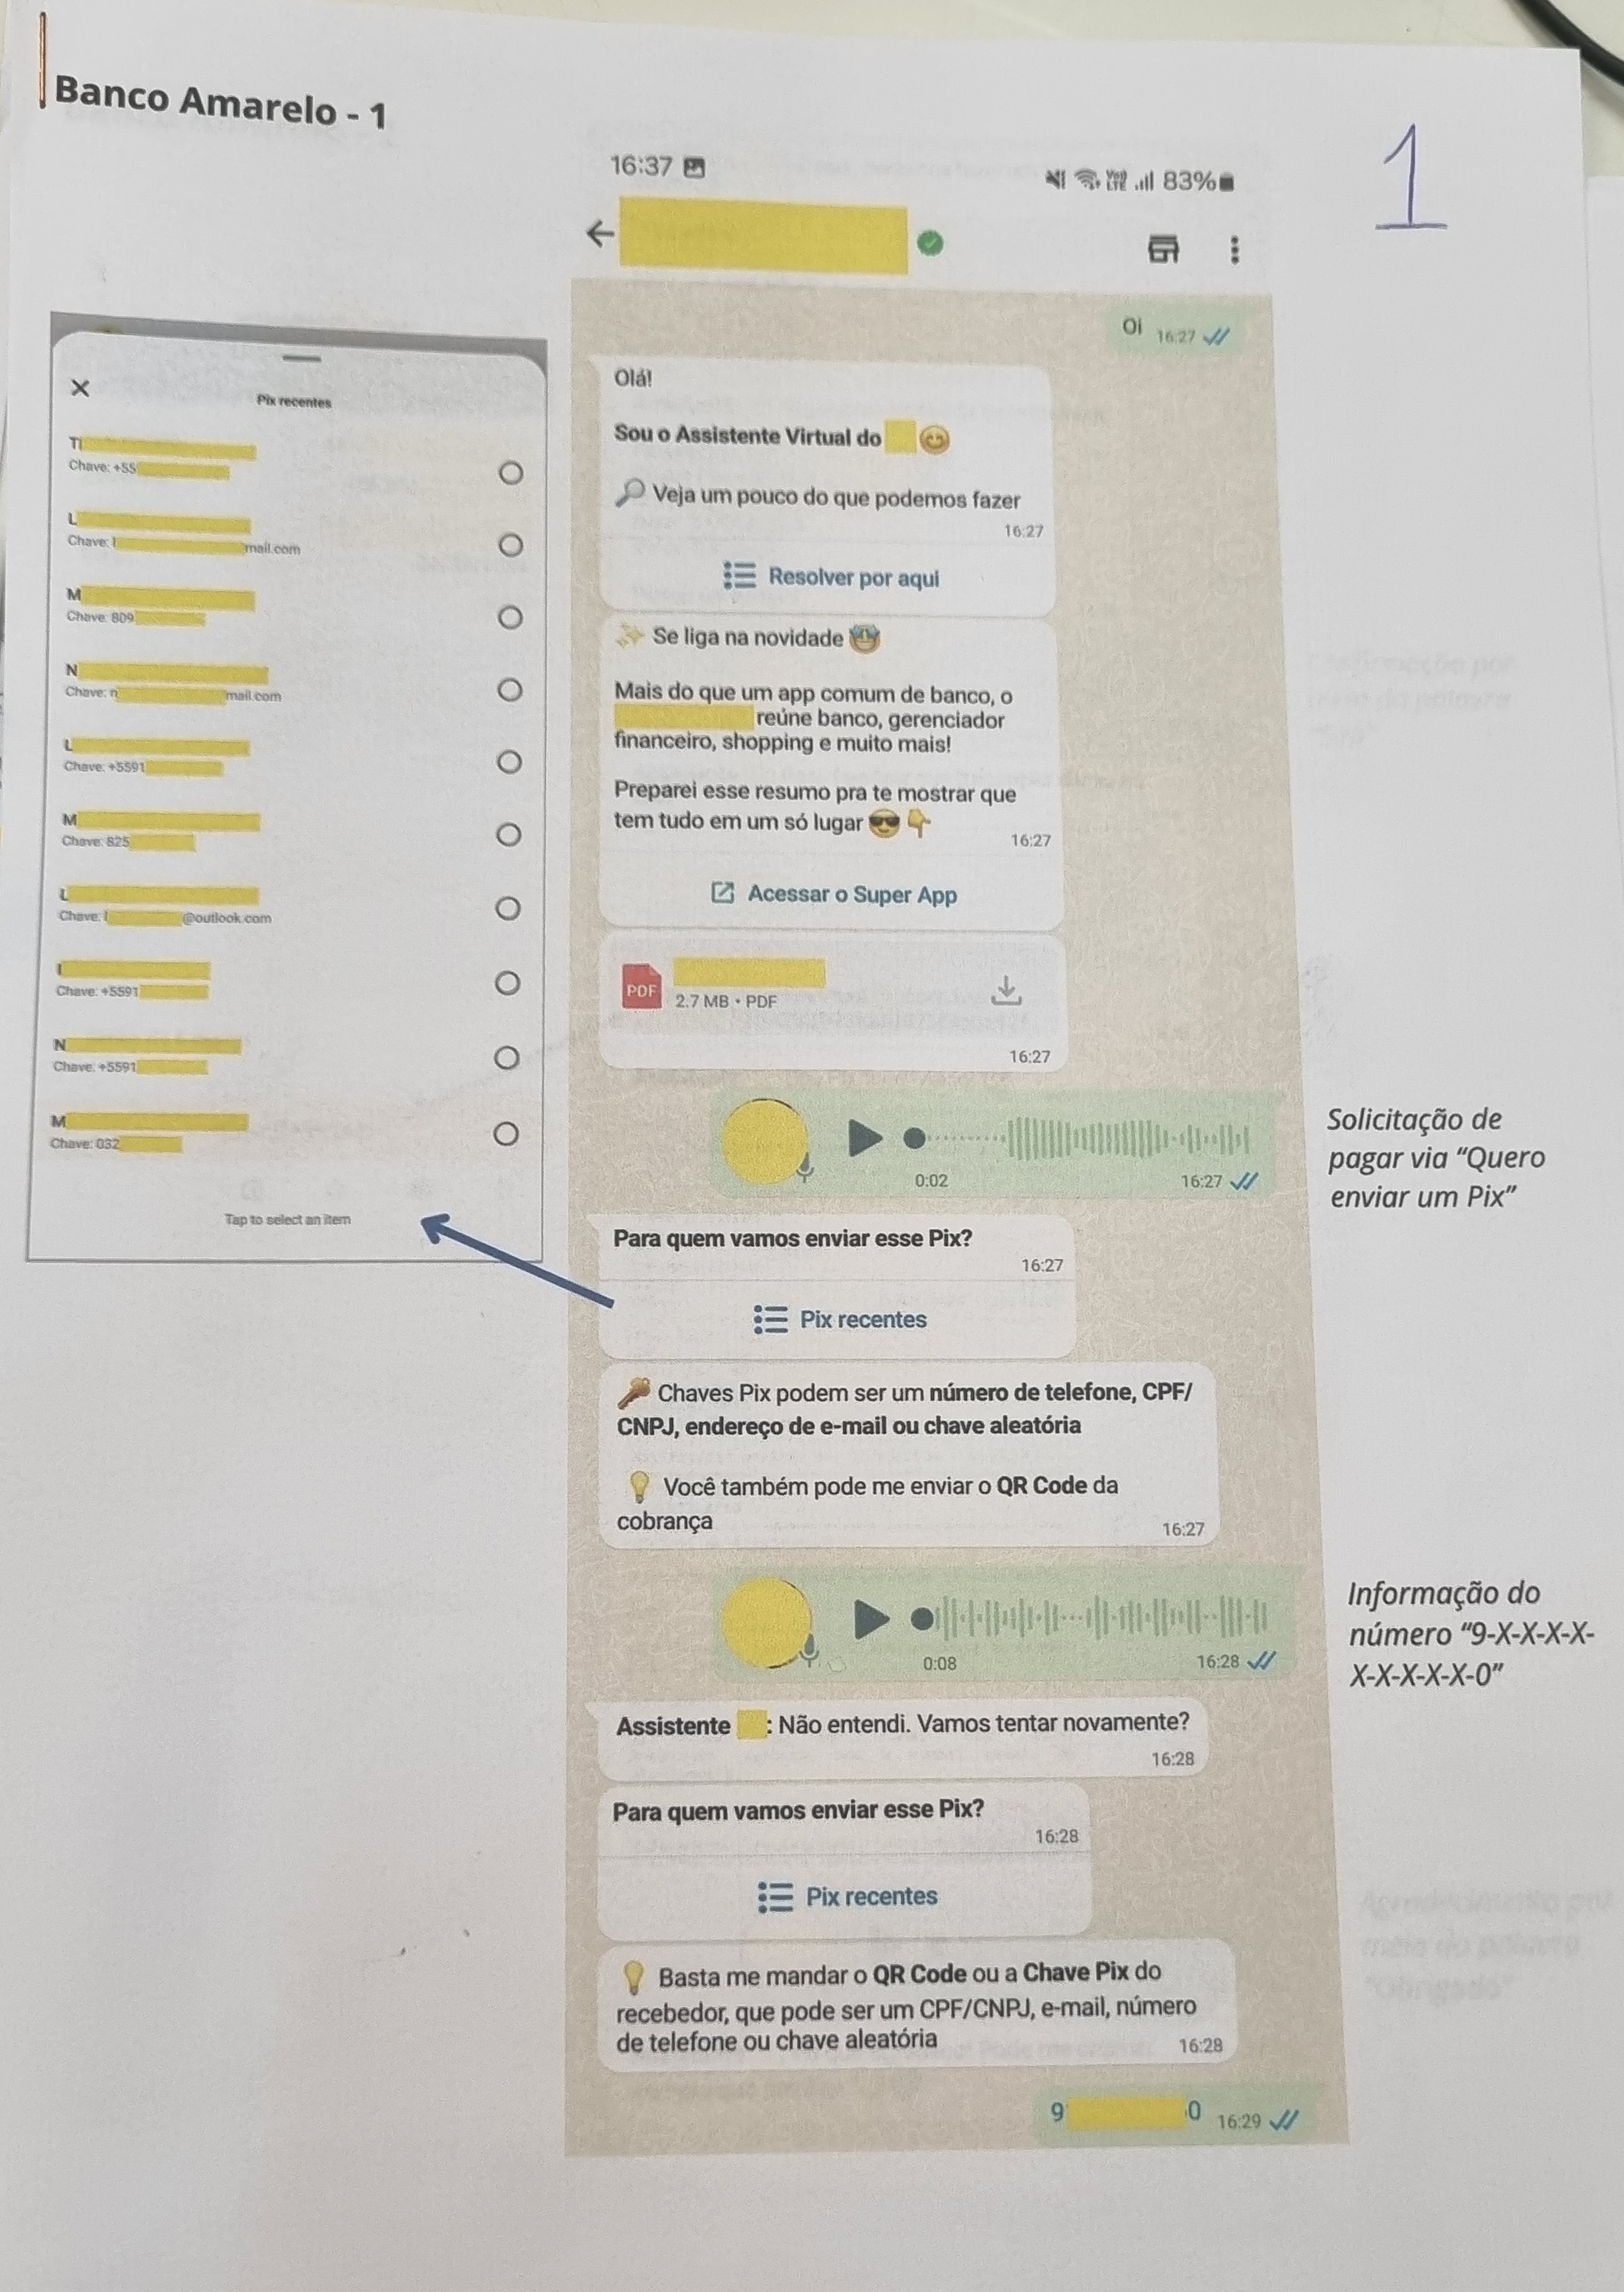 Banco Amarelo - 1
1
16:37
Vo)) LTE
83%
Oi 16:27
Olá!
Sou o Assistente Virtual do
Veja um pouco do que podemos fazer
16:27
Resolver por aqui
Se liga na novidade
Mais do que um app comum de banco, o
reúne banco, gerenciador
financeiro, shopping e muito mais!
Preparei esse resumo pra te mostrar que
tem tudo em um só lugar
16:27
Acessar o Super App
PDF
2.7 MB • PDF
16:27
0:02
16:27
Solicitação de
pagar via “Quero
enviar um Pix”
Para quem vamos enviar esse Pix?
16:27
Pix recentes
Pix recentes
Ti
Chave: +55
L
Chave: l mail.com
M
Chave: 809
N
Chave: n mail.com
L
Chave: +5591
M
Chave: 825
L
Chave: l @outlook.com
I
Chave: +5591
N
Chave: +5591
M
Chave: 032
Tap to select an item
Chaves Pix podem ser um número de telefone, CPF/
CNPJ, endereço de e-mail ou chave aleatória
Você também pode me enviar o QR Code da
cobrança
16:27
0:08
16:28
Informação do
número “9-X-X-X-X-
X-X-X-X-X-0”
Assistente : Não entendi. Vamos tentar novamente?
16:28
Para quem vamos enviar esse Pix?
16:28
Pix recentes
Basta me mandar o QR Code ou a Chave Pix do
recebedor, que pode ser um CPF/CNPJ, e-mail, número
de telefone ou chave aleatória
16:28
9 0 16:29